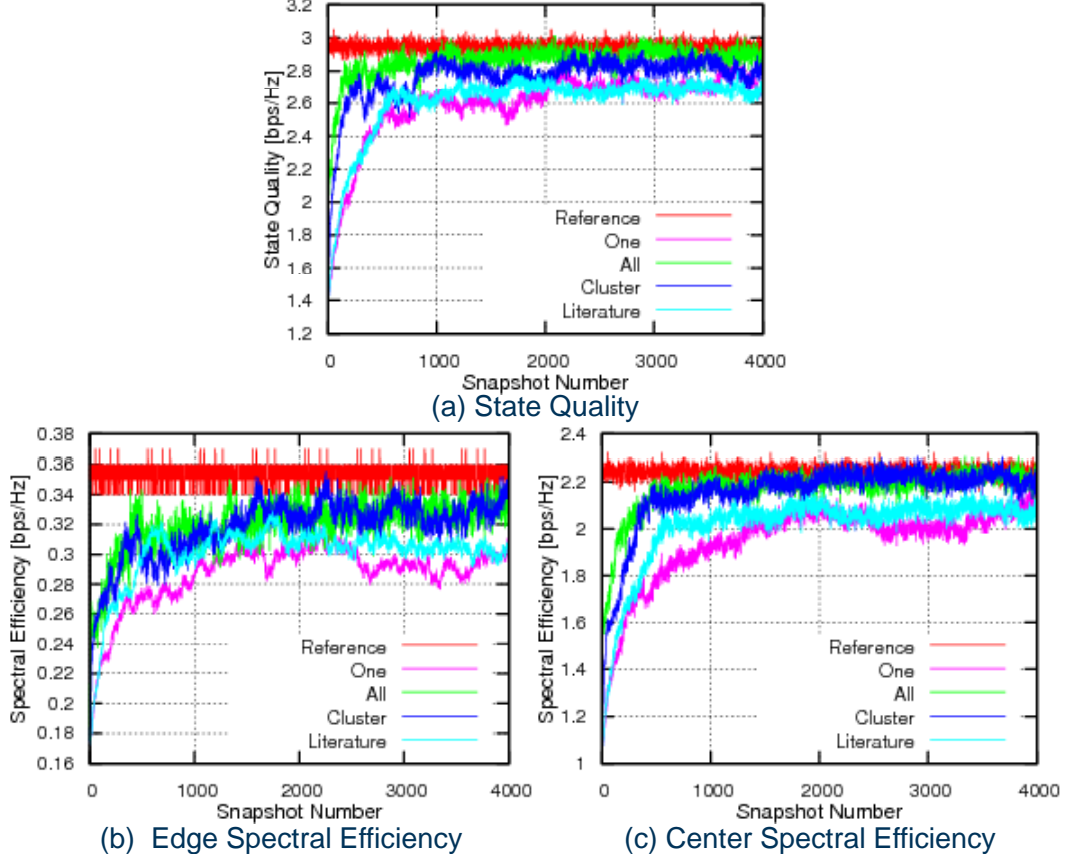 3.2
3
2.8
2.6
2.4
2.2
2
1.8
1.6
1.4
1.2
State Quality [bps/Hz]
Reference
One
All
Cluster
Literature
0 1000 2000 3000 4000
Snapshot Number
(a) State Quality
0.38
0.36
0.34
0.32
0.3
0.28
0.26
0.24
0.22
0.2
0.18
0.16
Spectral Efficiency [bps/Hz]
Reference
One
All
Cluster
Literature
0 1000 2000 3000 4000
Snapshot Number
(b) Edge Spectral Efficiency
2.4
2.2
2
1.8
1.6
1.4
1.2
1
Spectral Efficiency [bps/Hz]
Reference
One
All
Cluster
Literature
0 1000 2000 3000 4000
Snapshot Number
(c) Center Spectral Efficiency